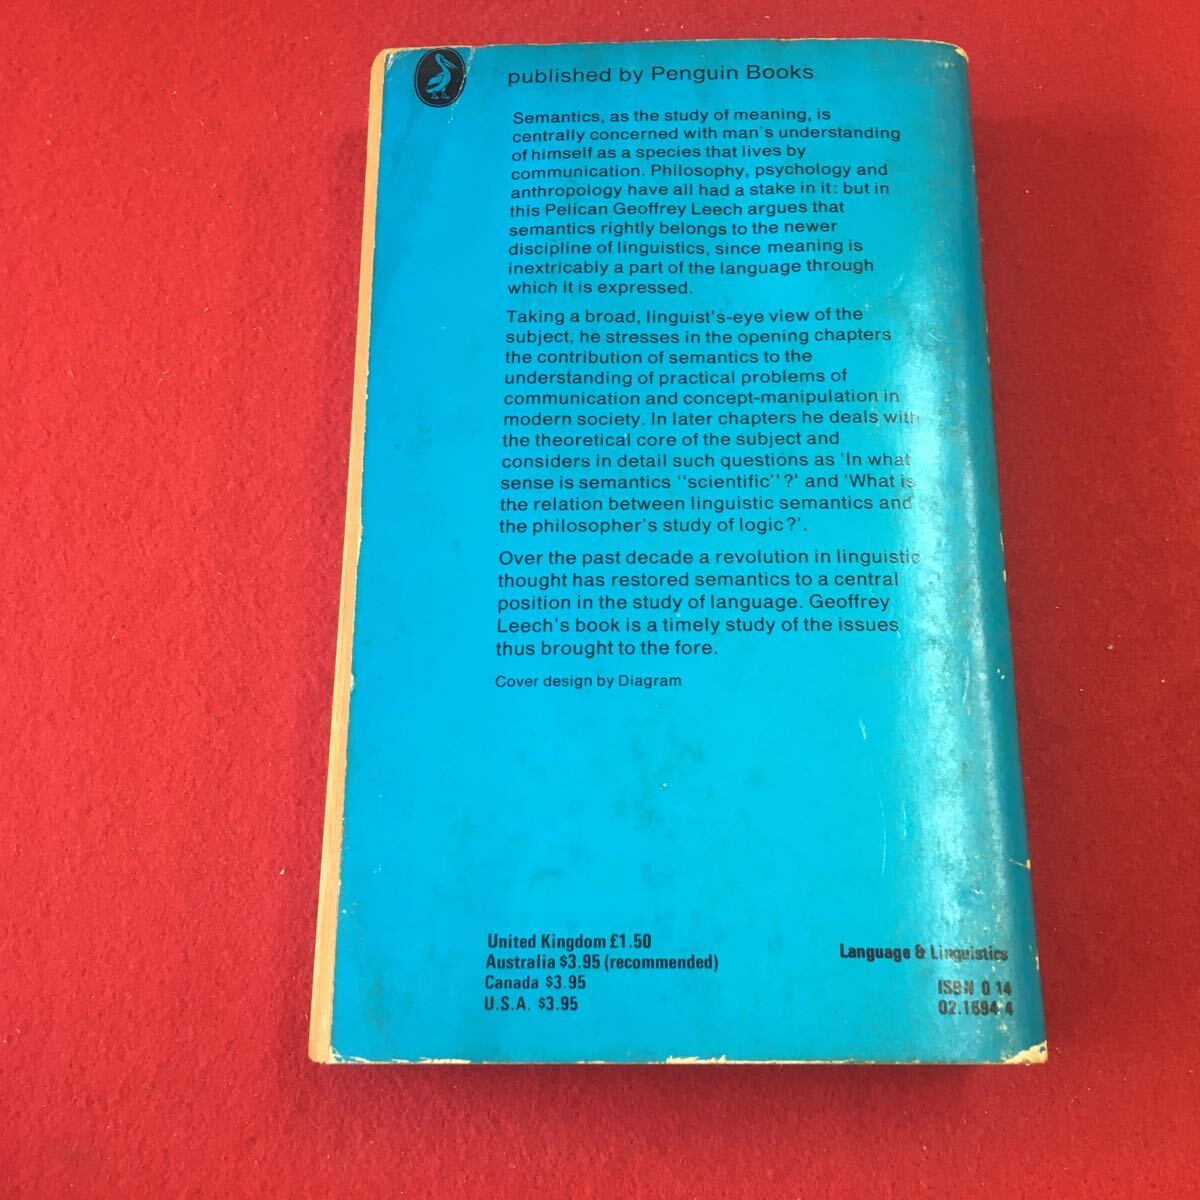 published by Penguin Books
Semantics, as the study of meaning, is
centrally concerned with man's understanding
of himself as a species that lives by
communication. Philosophy, psychology and
anthropology have all had a stake in it: but in
this Pelican Geoffrey Leech argues that
semantics rightly belongs to the newer
discipline of linguistics, since meaning is
inextricably a part of the language through
which it is expressed.
Taking a broad, linguist's-eye view of the
subject, he stresses in the opening chapters
the contribution of semantics to the
understanding of practical problems of
communication and concept-manipulation in
modern society. In later chapters he deals with
the theoretical core of the subject and
considers in detail such questions as 'In what
sense is semantics "scientific"?' and 'What is
the relation between linguistic semantics and
the philosopher's study of logic?'.
Over the past decade a revolution in linguistic
thought has restored semantics to a central
position in the study of language. Geoffrey
Leech's book is a timely study of the issues
thus brought to the fore.
Cover design by Diagram
United Kingdom £1.50
Australia $3.95 (recommended)
Canada $3.95
U.S.A. $3.95
Language & Linguistics
ISBN 0 14
02.1694 4